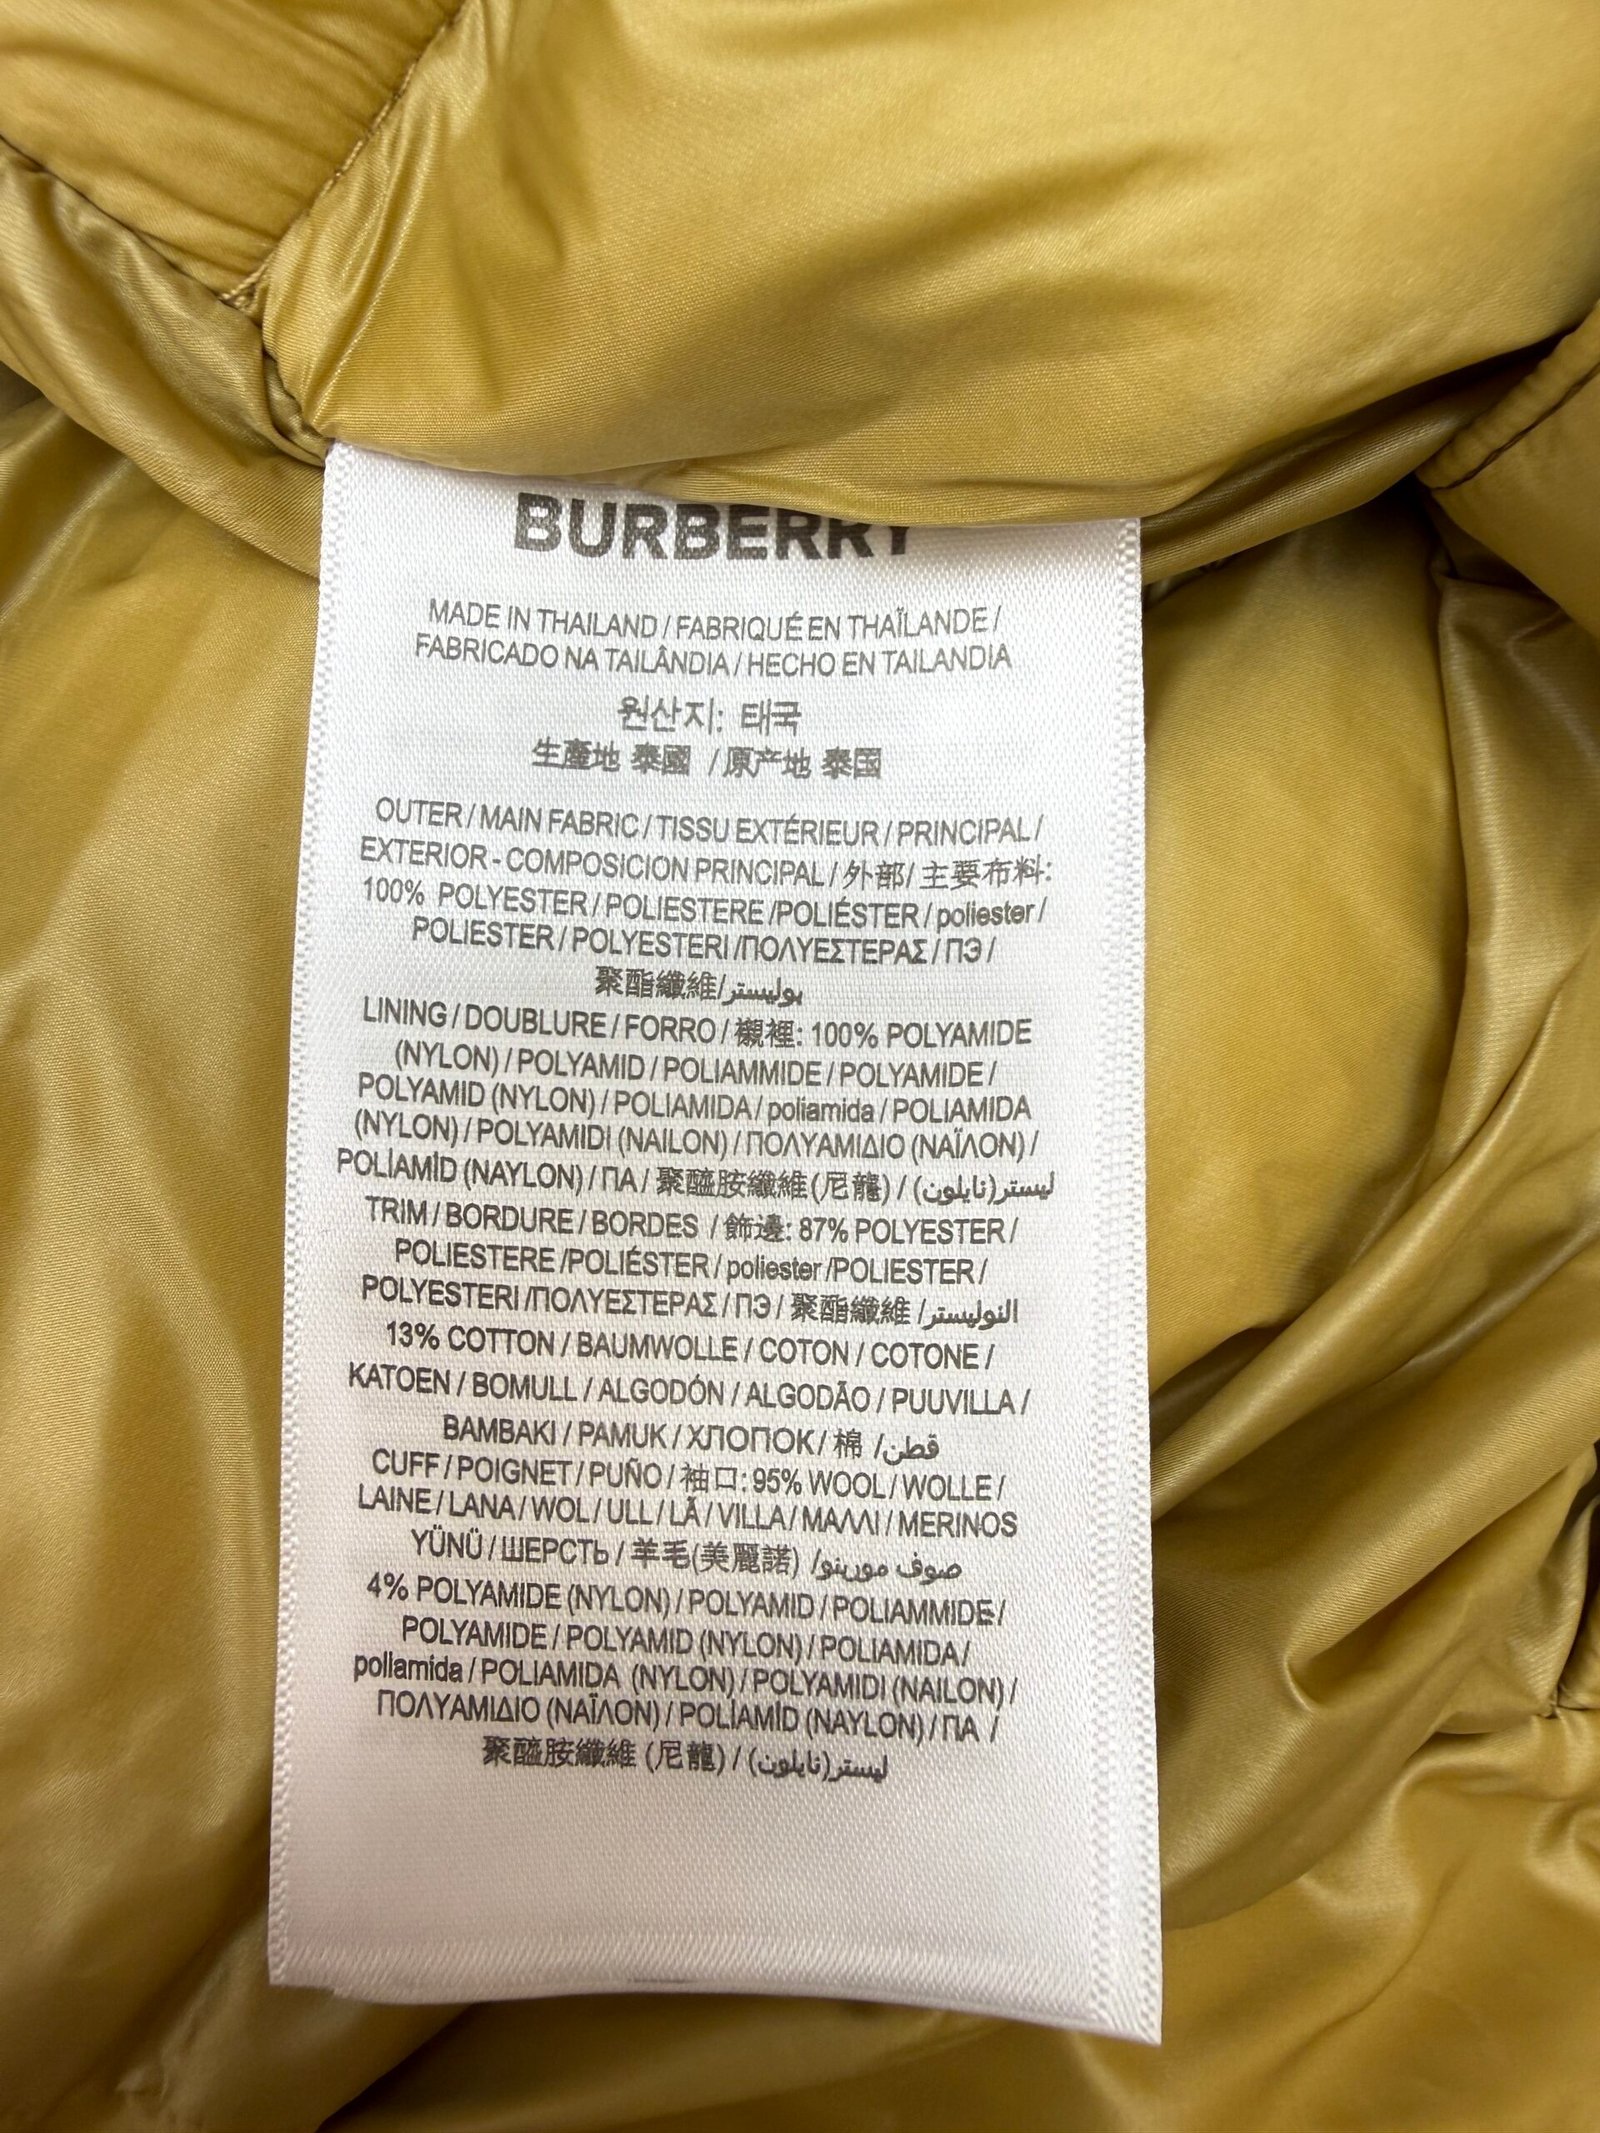 BURBERRY
MADE IN THAILAND / FABRIQUÉ EN THAÏLANDE /
FABRICADO NA TAILÂNDIA / HECHO EN TAILANDIA
원산지: 태국
生產地 泰國 / 原产地 泰国
OUTER / MAIN FABRIC / TISSU EXTÉRIEUR / PRINCIPAL /
EXTERIOR - COMPOSICION PRINCIPAL / 外部 / 主要布料:
100% POLYESTER / POLIESTERE /POLIÉSTER / poliester /
POLIESTER / POLYESTERI /ΠΟΛΥΕΣΤΕΡΑΣ / ПЭ /
聚酯纖維/بوليستر
LINING / DOUBLURE / FORRO / 襯裡: 100% POLYAMIDE
(NYLON) / POLYAMID / POLIAMMIDE / POLYAMIDE /
POLYAMID (NYLON) / POLIAMIDA / poliamida / POLIAMIDA
(NYLON) / POLYAMIDI (NAILON) / ΠΟΛΥΑΜΙΔΙΟ (ΝΑΪΛΟΝ) /
POLİAMİD (NAYLON) / ПА / 聚醯胺纖維(尼龍) / ليستر(نايلون)
TRIM / BORDURE / BORDES / 飾邊: 87% POLYESTER /
POLIESTERE /POLIÉSTER / poliester /POLIESTER /
POLYESTERI /ΠΟΛΥΕΣΤΕΡΑΣ / ПЭ / 聚酯纖維 /النوليستر
13% COTTON / BAUMWOLLE / COTON / COTONE /
KATOEN / BOMULL / ALGODÓN / ALGODÃO / PUUVILLA /
ΒΑΜΒΑΚΙ / PAMUK / ХЛОПОК / 棉 /قطن
CUFF / POIGNET / PUÑO / 袖口: 95% WOOL / WOLLE /
LAINE / LANA / WOL / ULL / LÃ / VILLA / ΜΑΛΛΙ / MERINOS
YÜNÜ / ШЕРСТЬ / 羊毛(美麗諾) /صوف مورينو
4% POLYAMIDE (NYLON) / POLYAMID / POLIAMMIDE /
POLYAMIDE / POLYAMID (NYLON) / POLIAMIDA /
poliamida / POLIAMIDA (NYLON) / POLYAMIDI (NAILON) /
ΠΟΛΥΑΜΙΔΙΟ (ΝΑΪΛΟΝ) / POLİAMİD (NAYLON) / ПА /
聚醯胺纖維 (尼龍) / ليستر(نايلون)